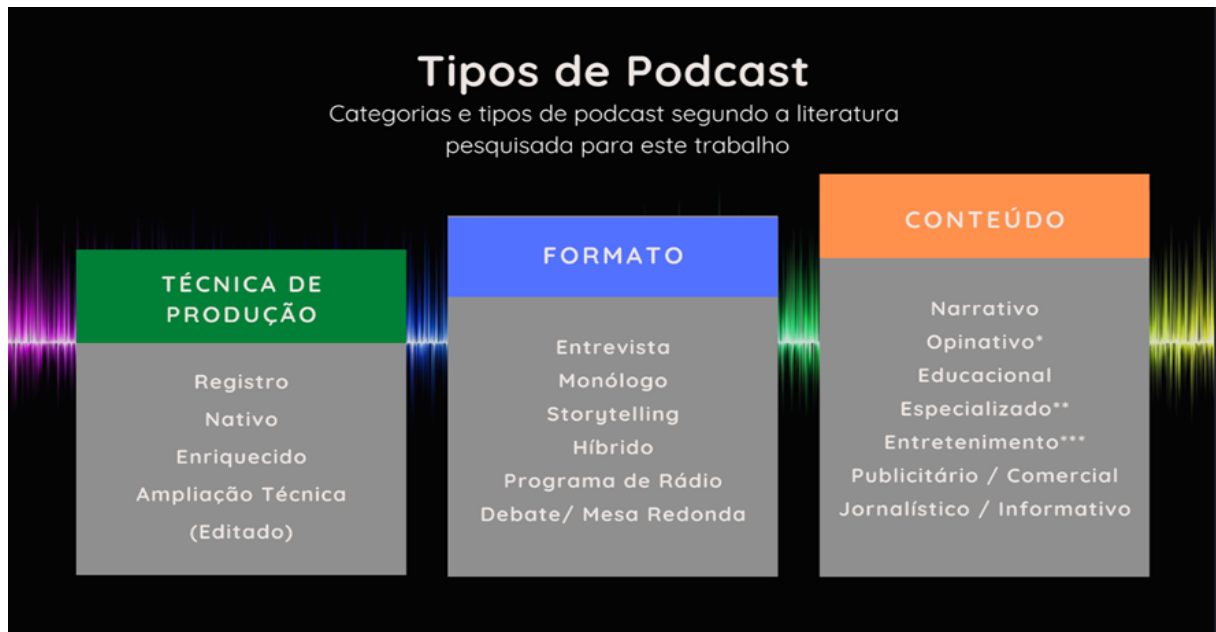 Tipos de Podcast
Categorias e tipos de podcast segundo a literatura
pesquisada para este trabalho
TÉCNICA DE
PRODUÇÃO
Registro
Nativo
Enriquecido
Ampliação Técnica
(Editado)
FORMATO
Entrevista
Monólogo
Storytelling
Híbrido
Programa de Rádio
Debate/ Mesa Redonda
CONTEÚDO
Narrativo
Opinativo*
Educacional
Especializado**
Entretenimento***
Publicitário / Comercial
Jornalístico / Informativo